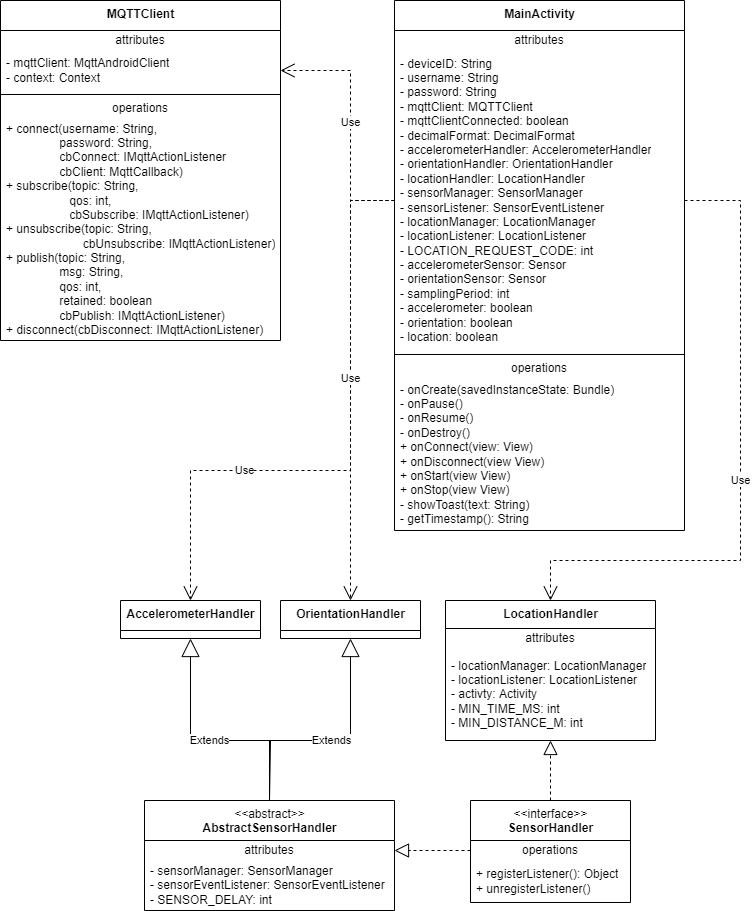 MQTTClient
attributes
- mqttClient: MqttAndroidClient
- context: Context
operations
+ connect(username: String,
password: String,
cbConnect: IMqttActionListener
cbClient: MqttCallback)
+ subscribe(topic: String,
qos: int,
cbSubscribe: IMqttActionListener)
+ unsubscribe(topic: String,
cbUnsubscribe: IMqttActionListener)
+ publish(topic: String,
msg: String,
qos: int,
retained: boolean
cbPublish: IMqttActionListener)
+ disconnect(cbDisconnect: IMqttActionListener)
MainActivity
attributes
- deviceID: String
- username: String
- password: String
- mqttClient: MQTTClient
- mqttClientConnected: boolean
- decimalFormat: DecimalFormat
- accelerometerHandler: AccelerometerHandler
- orientationHandler: OrientationHandler
- locationHandler: LocationHandler
- sensorManager: SensorManager
- sensorListener: SensorEventListener
- locationManager: LocationManager
- locationListener: LocationListener
- LOCATION_REQUEST_CODE: int
- accelerometerSensor: Sensor
- orientationSensor: Sensor
- samplingPeriod: int
- accelerometer: boolean
- orientation: boolean
- location: boolean
operations
- onCreate(savedInstanceState: Bundle)
- onPause()
- onResume()
- onDestroy()
+ onConnect(view: View)
+ onDisconnect(view View)
+ onStart(view View)
+ onStop(view View)
- showToast(text: String)
- getTimestamp(): String
Use
Use
Use
Use
AccelerometerHandler
OrientationHandler
LocationHandler
attributes
- locationManager: LocationManager
- locationListener: LocationListener
- activty: Activity
- MIN_TIME_MS: int
- MIN_DISTANCE_M: int
Extends
Extends
<<abstract>>
AbstractSensorHandler
attributes
- sensorManager: SensorManager
- sensorEventListener: SensorEventListener
- SENSOR_DELAY: int
<<interface>>
SensorHandler
operations
+ registerListener(): Object
+ unregisterListener()